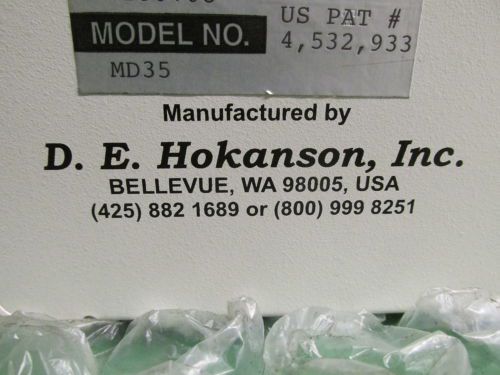 US PAT #
MODEL NO. 4,532,933
MD35
Manufactured by
D. E. Hokanson, Inc.
BELLEVUE, WA 98005, USA
(425) 882 1689 or (800) 999 8251